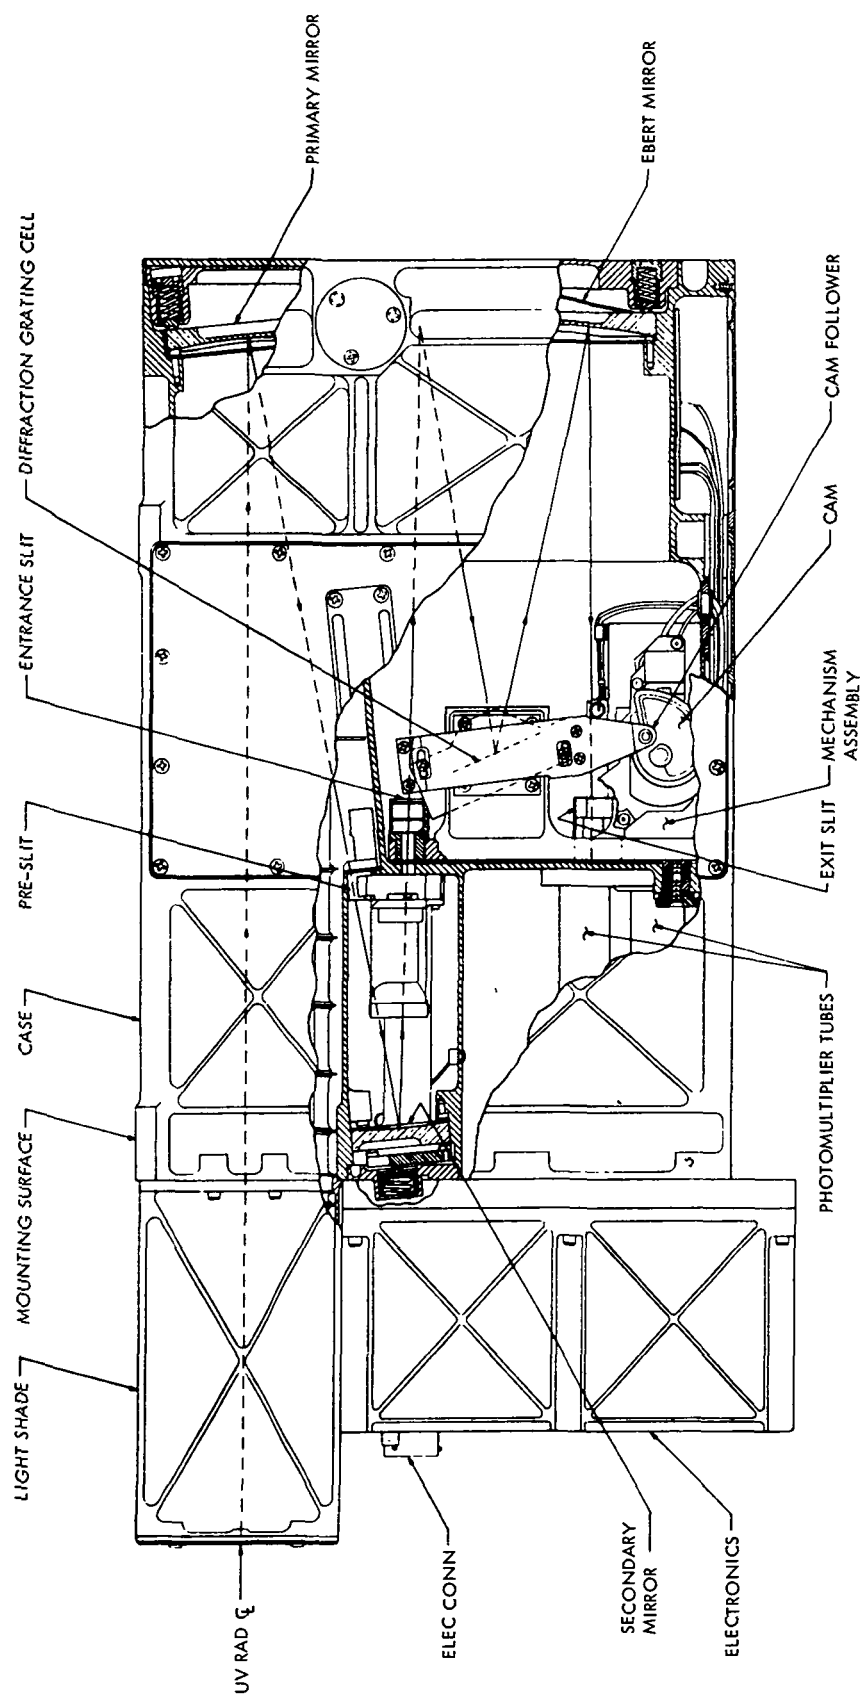 LIGHT SHADE
MOUNTING SURFACE
CASE
PRE-SLIT
ENTRANCE SLIT
DIFFRACTION GRATING CELL
PRIMARY MIRROR
UV RAD ℄
ELEC CONN
SECONDARY
MIRROR
ELECTRONICS
PHOTOMULTIPLIER TUBES
EXIT SLIT
MECHANISM
ASSEMBLY
CAM
CAM FOLLOWER
EBERT MIRROR